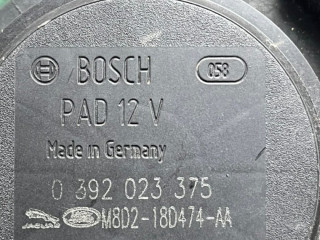 BOSCH 058
PAD 12 V
Made in Germany
0 392 023 375
M8D2-18D474-AA